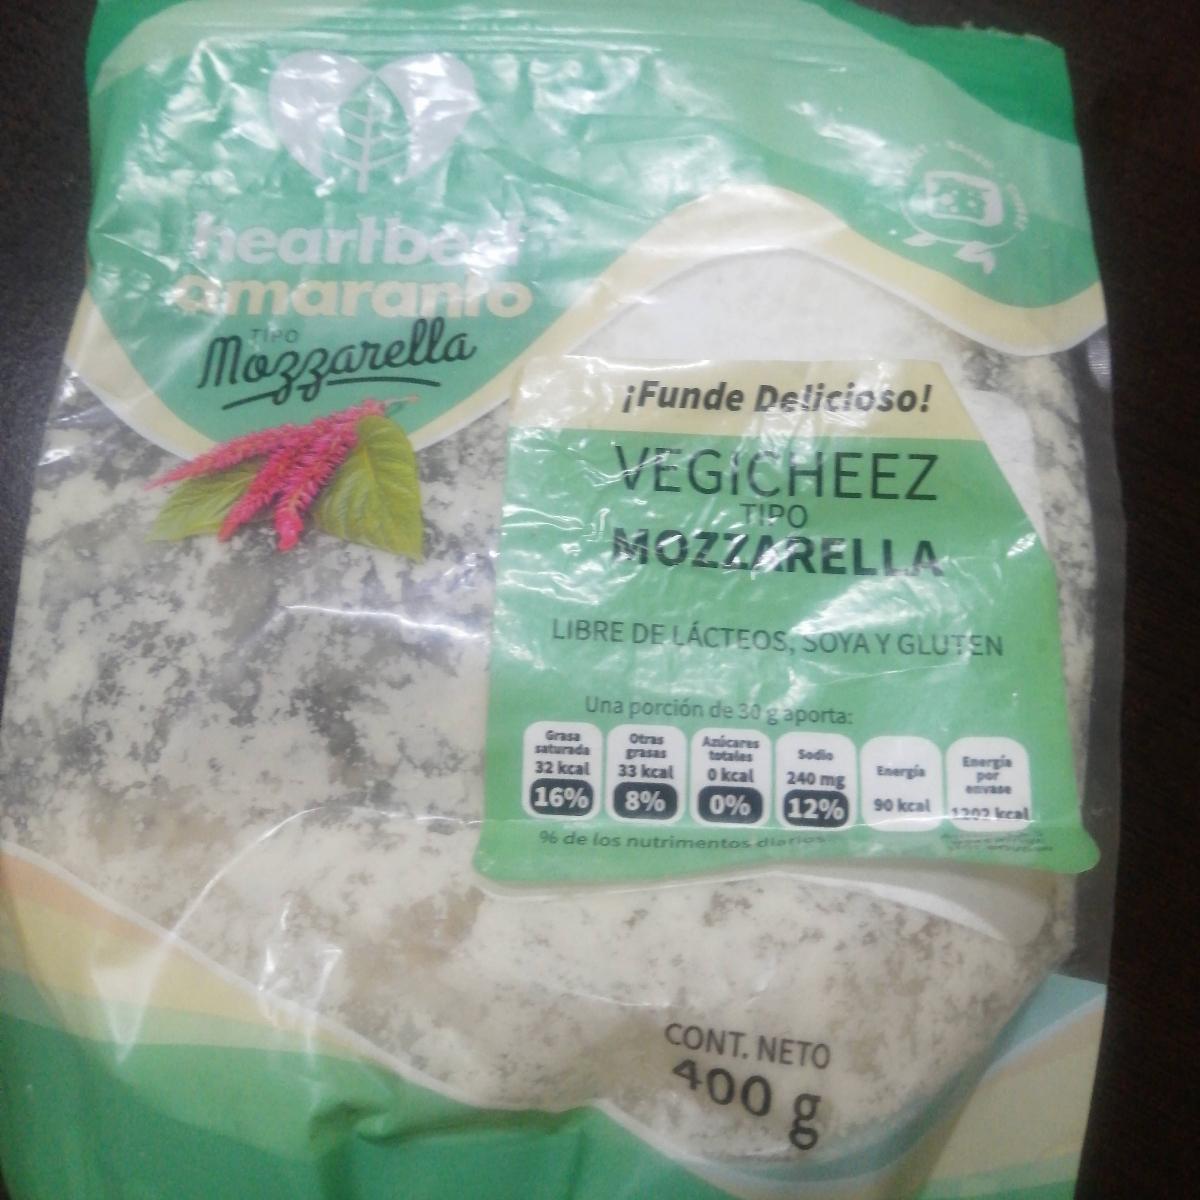 heartbest
amaranto
TIPO
Mozzarella
¡Funde Delicioso!
VEGICHEEZ
TIPO
MOZZARELLA
LIBRE DE LÁCTEOS, SOYA Y GLUTEN
Una porción de 30 g aporta:
Grasa saturada 32 kcal 16%
Otras grasas 33 kcal 8%
Azúcares totales 0 kcal 0%
Sodio 240 mg 12%
Energía 90 kcal
Energía por envase 1202 kcal
% de los nutrimentos diarios
CONT. NETO
400 g